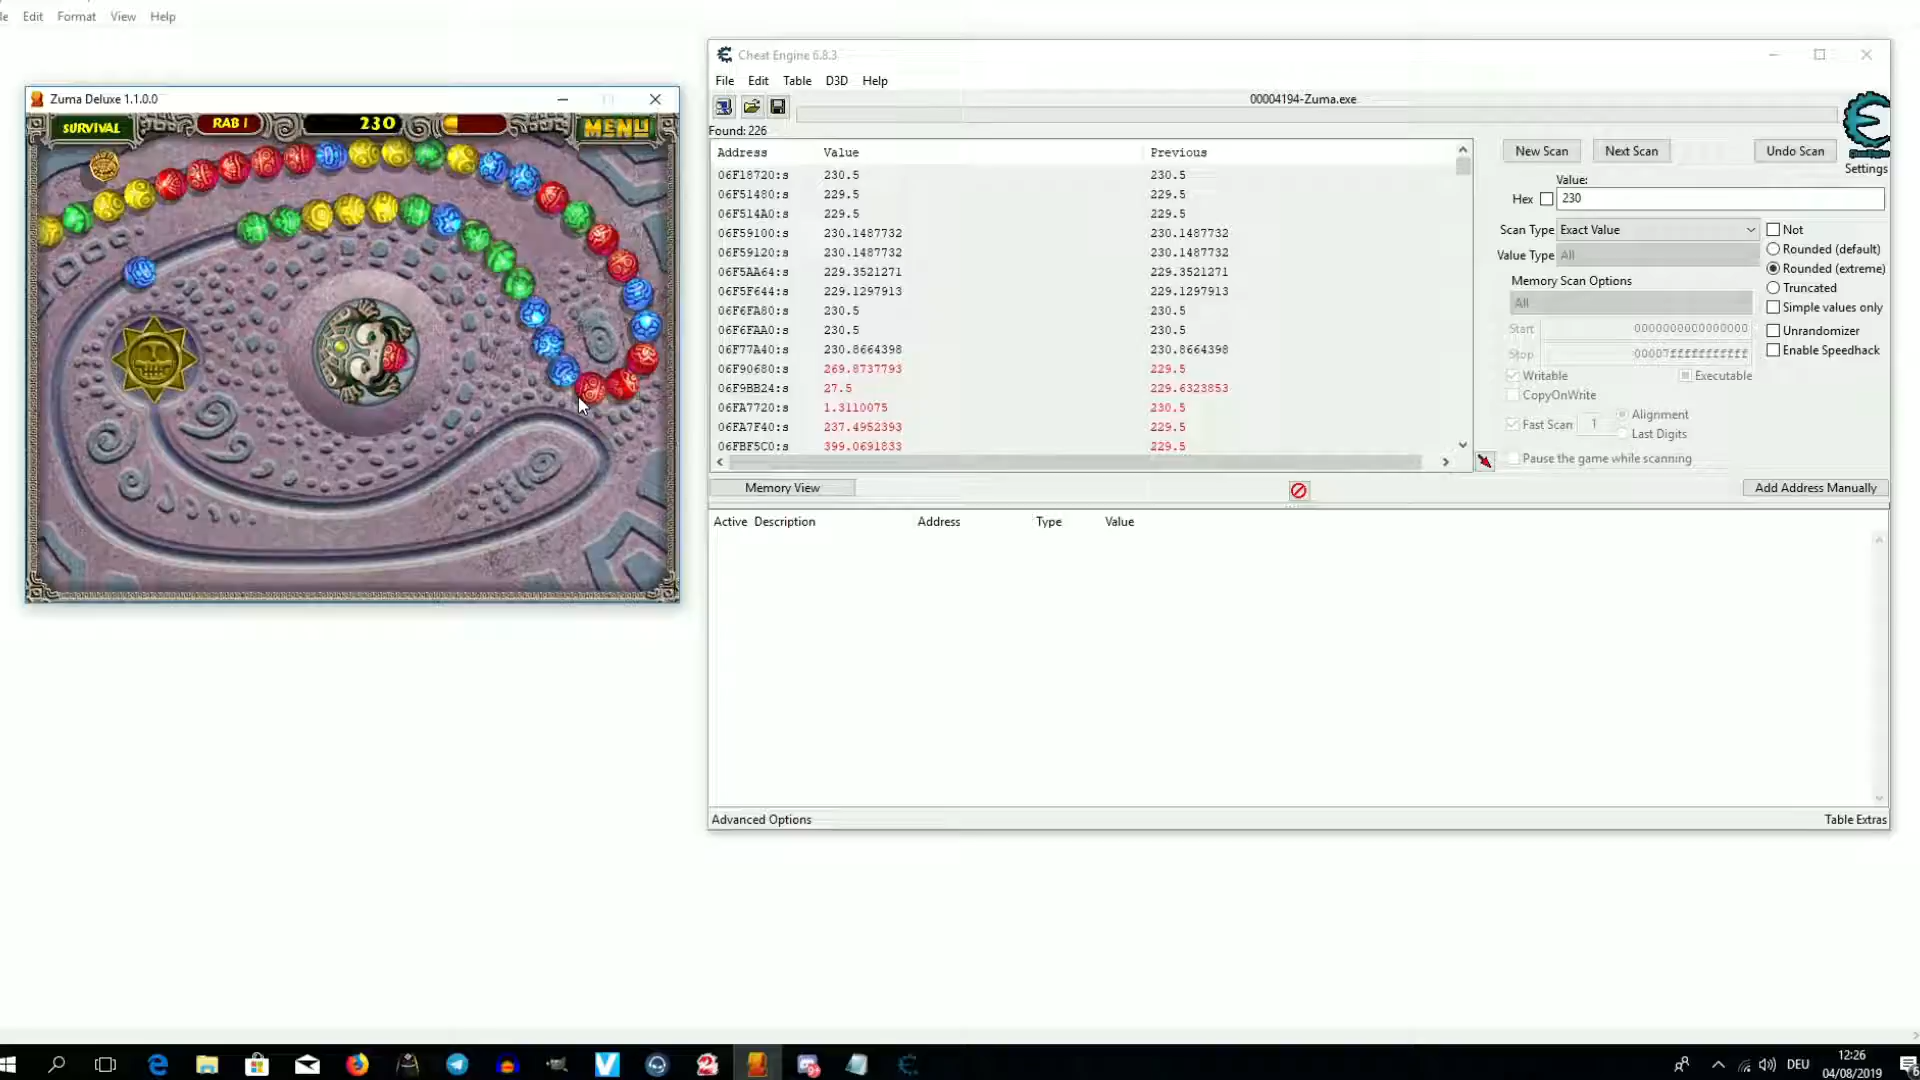 Edit Format View Help
Cheat Engine 6.8.3
File Edit Table D3D Help
Zuma Deluxe 1.1.0.0
00004194-Zuma.exe
SURVIVAL RAB 1 230 MENU
Found: 226
Address Value Previous
06F18720:s 230.5 230.5
06F51480:s 229.5 229.5
06F514A0:s 229.5 229.5
06F59100:s 230.1487732 230.1487732
06F59120:s 230.1487732 230.1487732
06F5AA64:s 229.3521271 229.3521271
06F5F644:s 229.1297913 229.1297913
06F6FA80:s 230.5 230.5
06F6FAA0:s 230.5 230.5
06F77A40:s 230.8664398 230.8664398
06F90680:s 269.8737793 229.5
06F9BB24:s 27.5 229.6323853
06FA7720:s 1.3110075 230.5
06FA7F40:s 237.4952393 229.5
06FBF5C0:s 399.0691833 229.5
New Scan Next Scan Undo Scan
Settings
Value:
Hex 230
Scan Type Exact Value Not
Rounded (default)
Value Type All
Rounded (extreme)
Memory Scan Options
Truncated
All
Simple values only
Start 0000000000000000
Unrandomizer
Stop 00007fffffffffff
Enable Speedhack
Writable Executable
CopyOnWrite
Fast Scan 1 Alignment
Last Digits
Pause the game while scanning
Memory View Add Address Manually
Active Description Address Type Value
Advanced Options Table Extras
DEU
12:26
04/08/2019